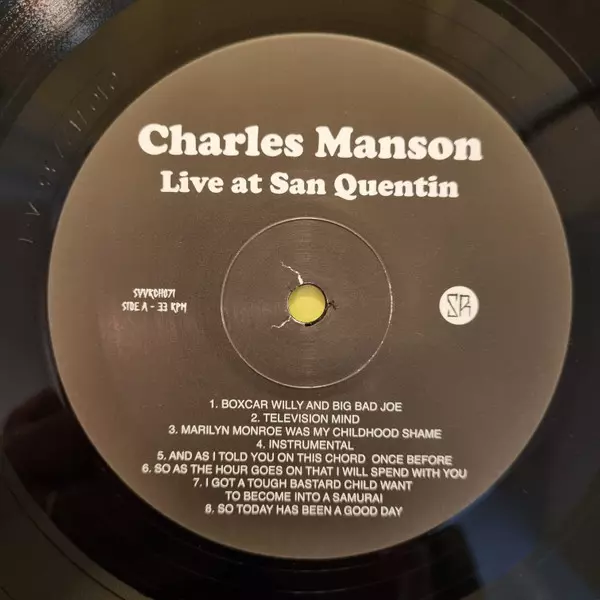 Charles Manson
Live at San Quentin
SVVRCH071
SIDE A - 33 RPM
SR
1. BOXCAR WILLY AND BIG BAD JOE
2. TELEVISION MIND
3. MARILYN MONROE WAS MY CHILDHOOD SHAME
4. INSTRUMENTAL
5. AND AS I TOLD YOU ON THIS CHORD ONCE BEFORE
6. SO AS THE HOUR GOES ON THAT I WILL SPEND WITH YOU
7. I GOT A TOUGH BASTARD CHILD WANT
TO BECOME INTO A SAMURAI
8. SO TODAY HAS BEEN A GOOD DAY